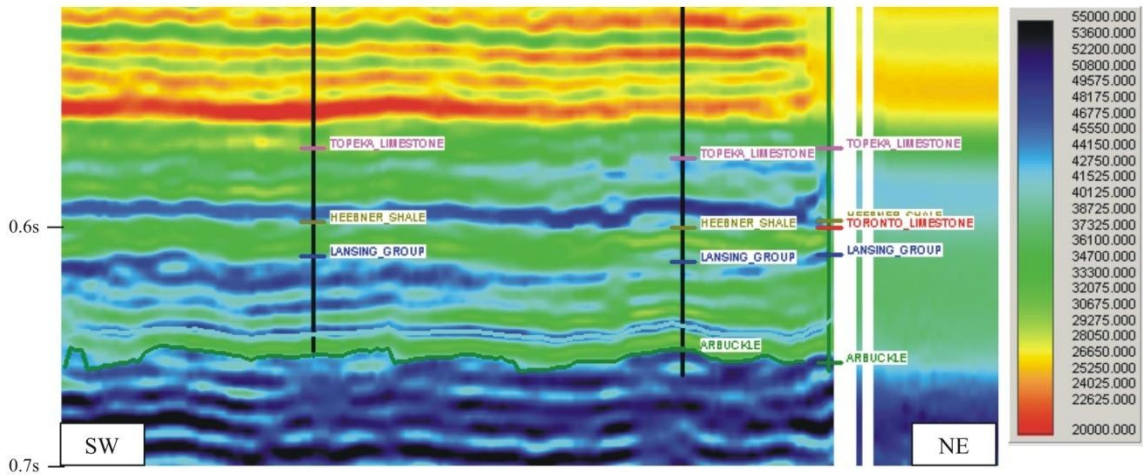 TOPEKA_LIMESTONE
TOPEKA_LIMESTONE
TOPEKA_LIMESTONE
HEEBNER_SHALE
HEEBNER_SHALE
HEEBNER_SHALE
TORONTO_LIMESTONE
0.6s
LANSING_GROUP
LANSING_GROUP
LANSING_GROUP
ARBUCKLE
ARBUCKLE
SW
NE
0.7s
55000.000
53600.000
52200.000
50800.000
49575.000
48175.000
46775.000
45550.000
44150.000
42750.000
41525.000
40125.000
37325.000
36100.000
34700.000
33300.000
32075.000
30675.000
29275.000
28050.000
26650.000
25250.000
24025.000
22625.000
20000.000